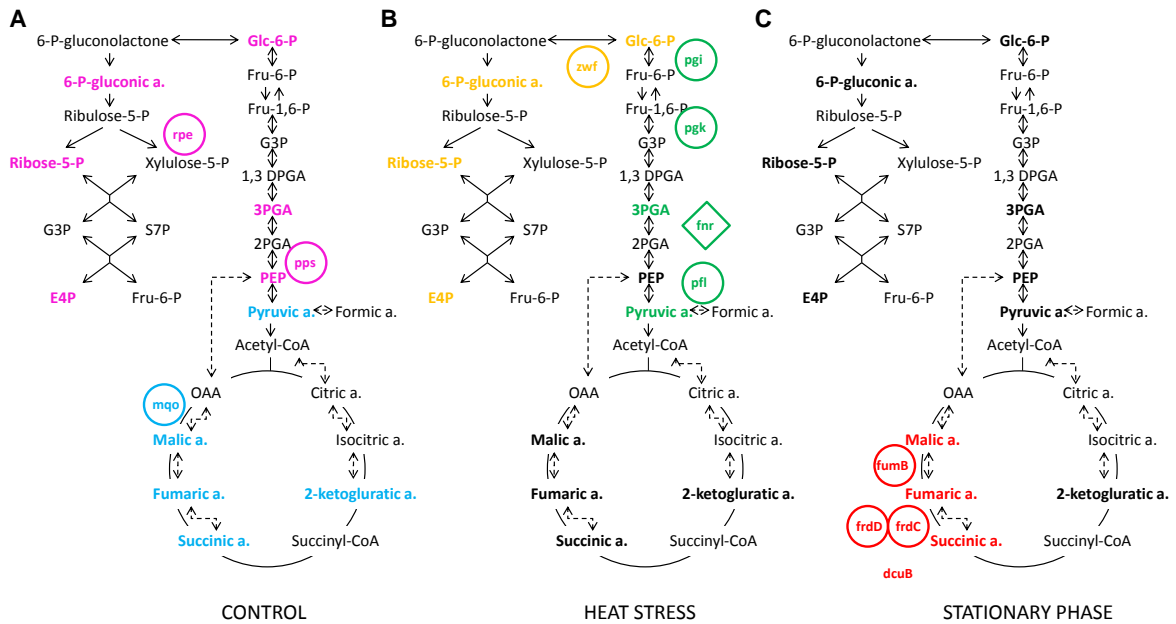 A
6-P-gluconolactone
Glc-6-P
6-P-gluconic a.
Fru-6-P
Ribulose-5-P
Fru-1,6-P
rpe
G3P
Ribose-5-P
Xylulose-5-P
1,3 DPGA
3PGA
G3P
S7P
2PGA
pps
PEP
E4P
Fru-6-P
Pyruvic a.
Formic a.
Acetyl-CoA
OAA
Citric a.
mqo
Malic a.
Isocitric a.
Fumaric a.
2-ketogluratic a.
Succinic a.
Succinyl-CoA
CONTROL
B
6-P-gluconolactone
Glc-6-P
zwf
pgi
6-P-gluconic a.
Fru-6-P
Ribulose-5-P
Fru-1,6-P
pgk
G3P
Ribose-5-P
Xylulose-5-P
1,3 DPGA
3PGA
fnr
G3P
S7P
2PGA
PEP
pfl
E4P
Fru-6-P
Pyruvic a.
Formic a.
Acetyl-CoA
OAA
Citric a.
Malic a.
Isocitric a.
Fumaric a.
2-ketogluratic a.
Succinic a.
Succinyl-CoA
HEAT STRESS
C
6-P-gluconolactone
Glc-6-P
6-P-gluconic a.
Fru-6-P
Ribulose-5-P
Fru-1,6-P
G3P
Ribose-5-P
Xylulose-5-P
1,3 DPGA
3PGA
G3P
S7P
2PGA
PEP
E4P
Fru-6-P
Pyruvic a.
Formic a.
Acetyl-CoA
OAA
Citric a.
Malic a.
Isocitric a.
fumB
Fumaric a.
2-ketogluratic a.
frdD
frdC
Succinic a.
Succinyl-CoA
dcuB
STATIONARY PHASE